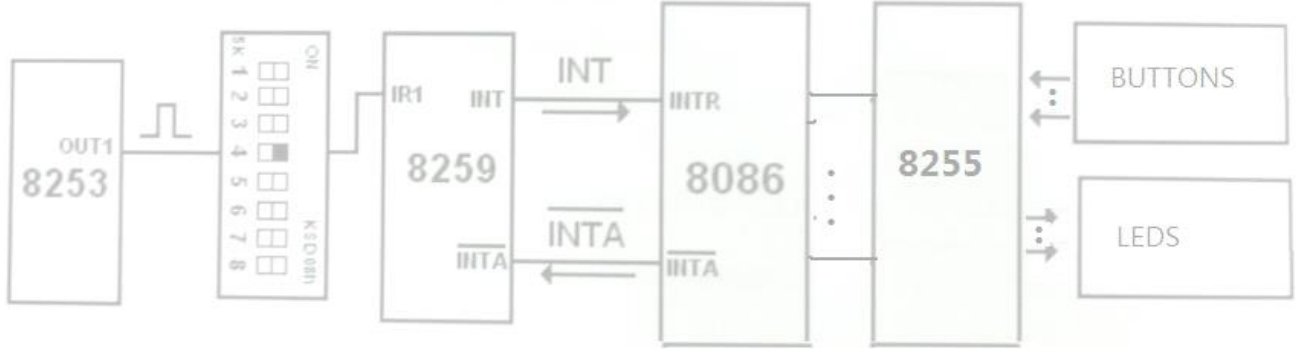 OUT1
8253
SK
ON
1
2
3
4
5
6
7
8
KSD08h
IR1
INT
8259
INTA
INT
INTA
INTR
8086
INTA
8255
BUTTONS
LEDS